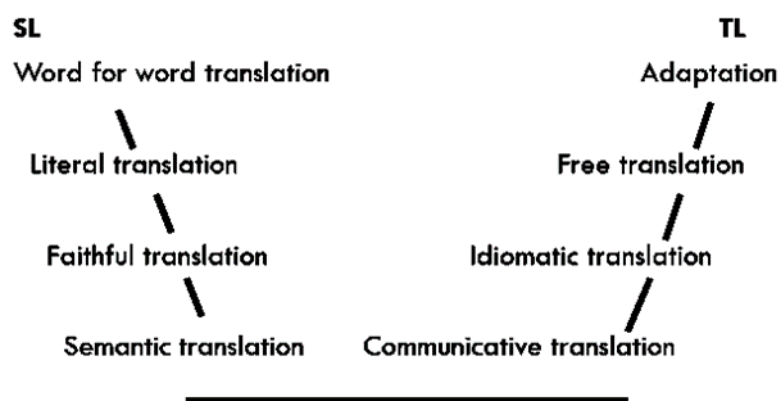 SL TL
Word for word translation Adaptation
Literal translation Free translation
Faithful translation Idiomatic translation
Semantic translation Communicative translation